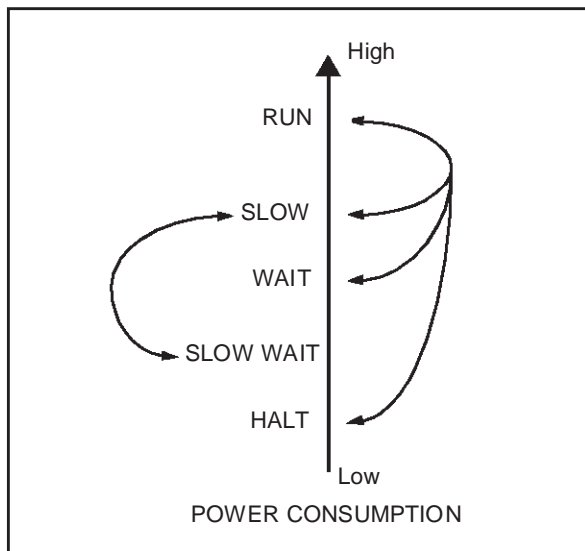 High
RUN
SLOW
WAIT
SLOW WAIT
HALT
Low
POWER CONSUMPTION